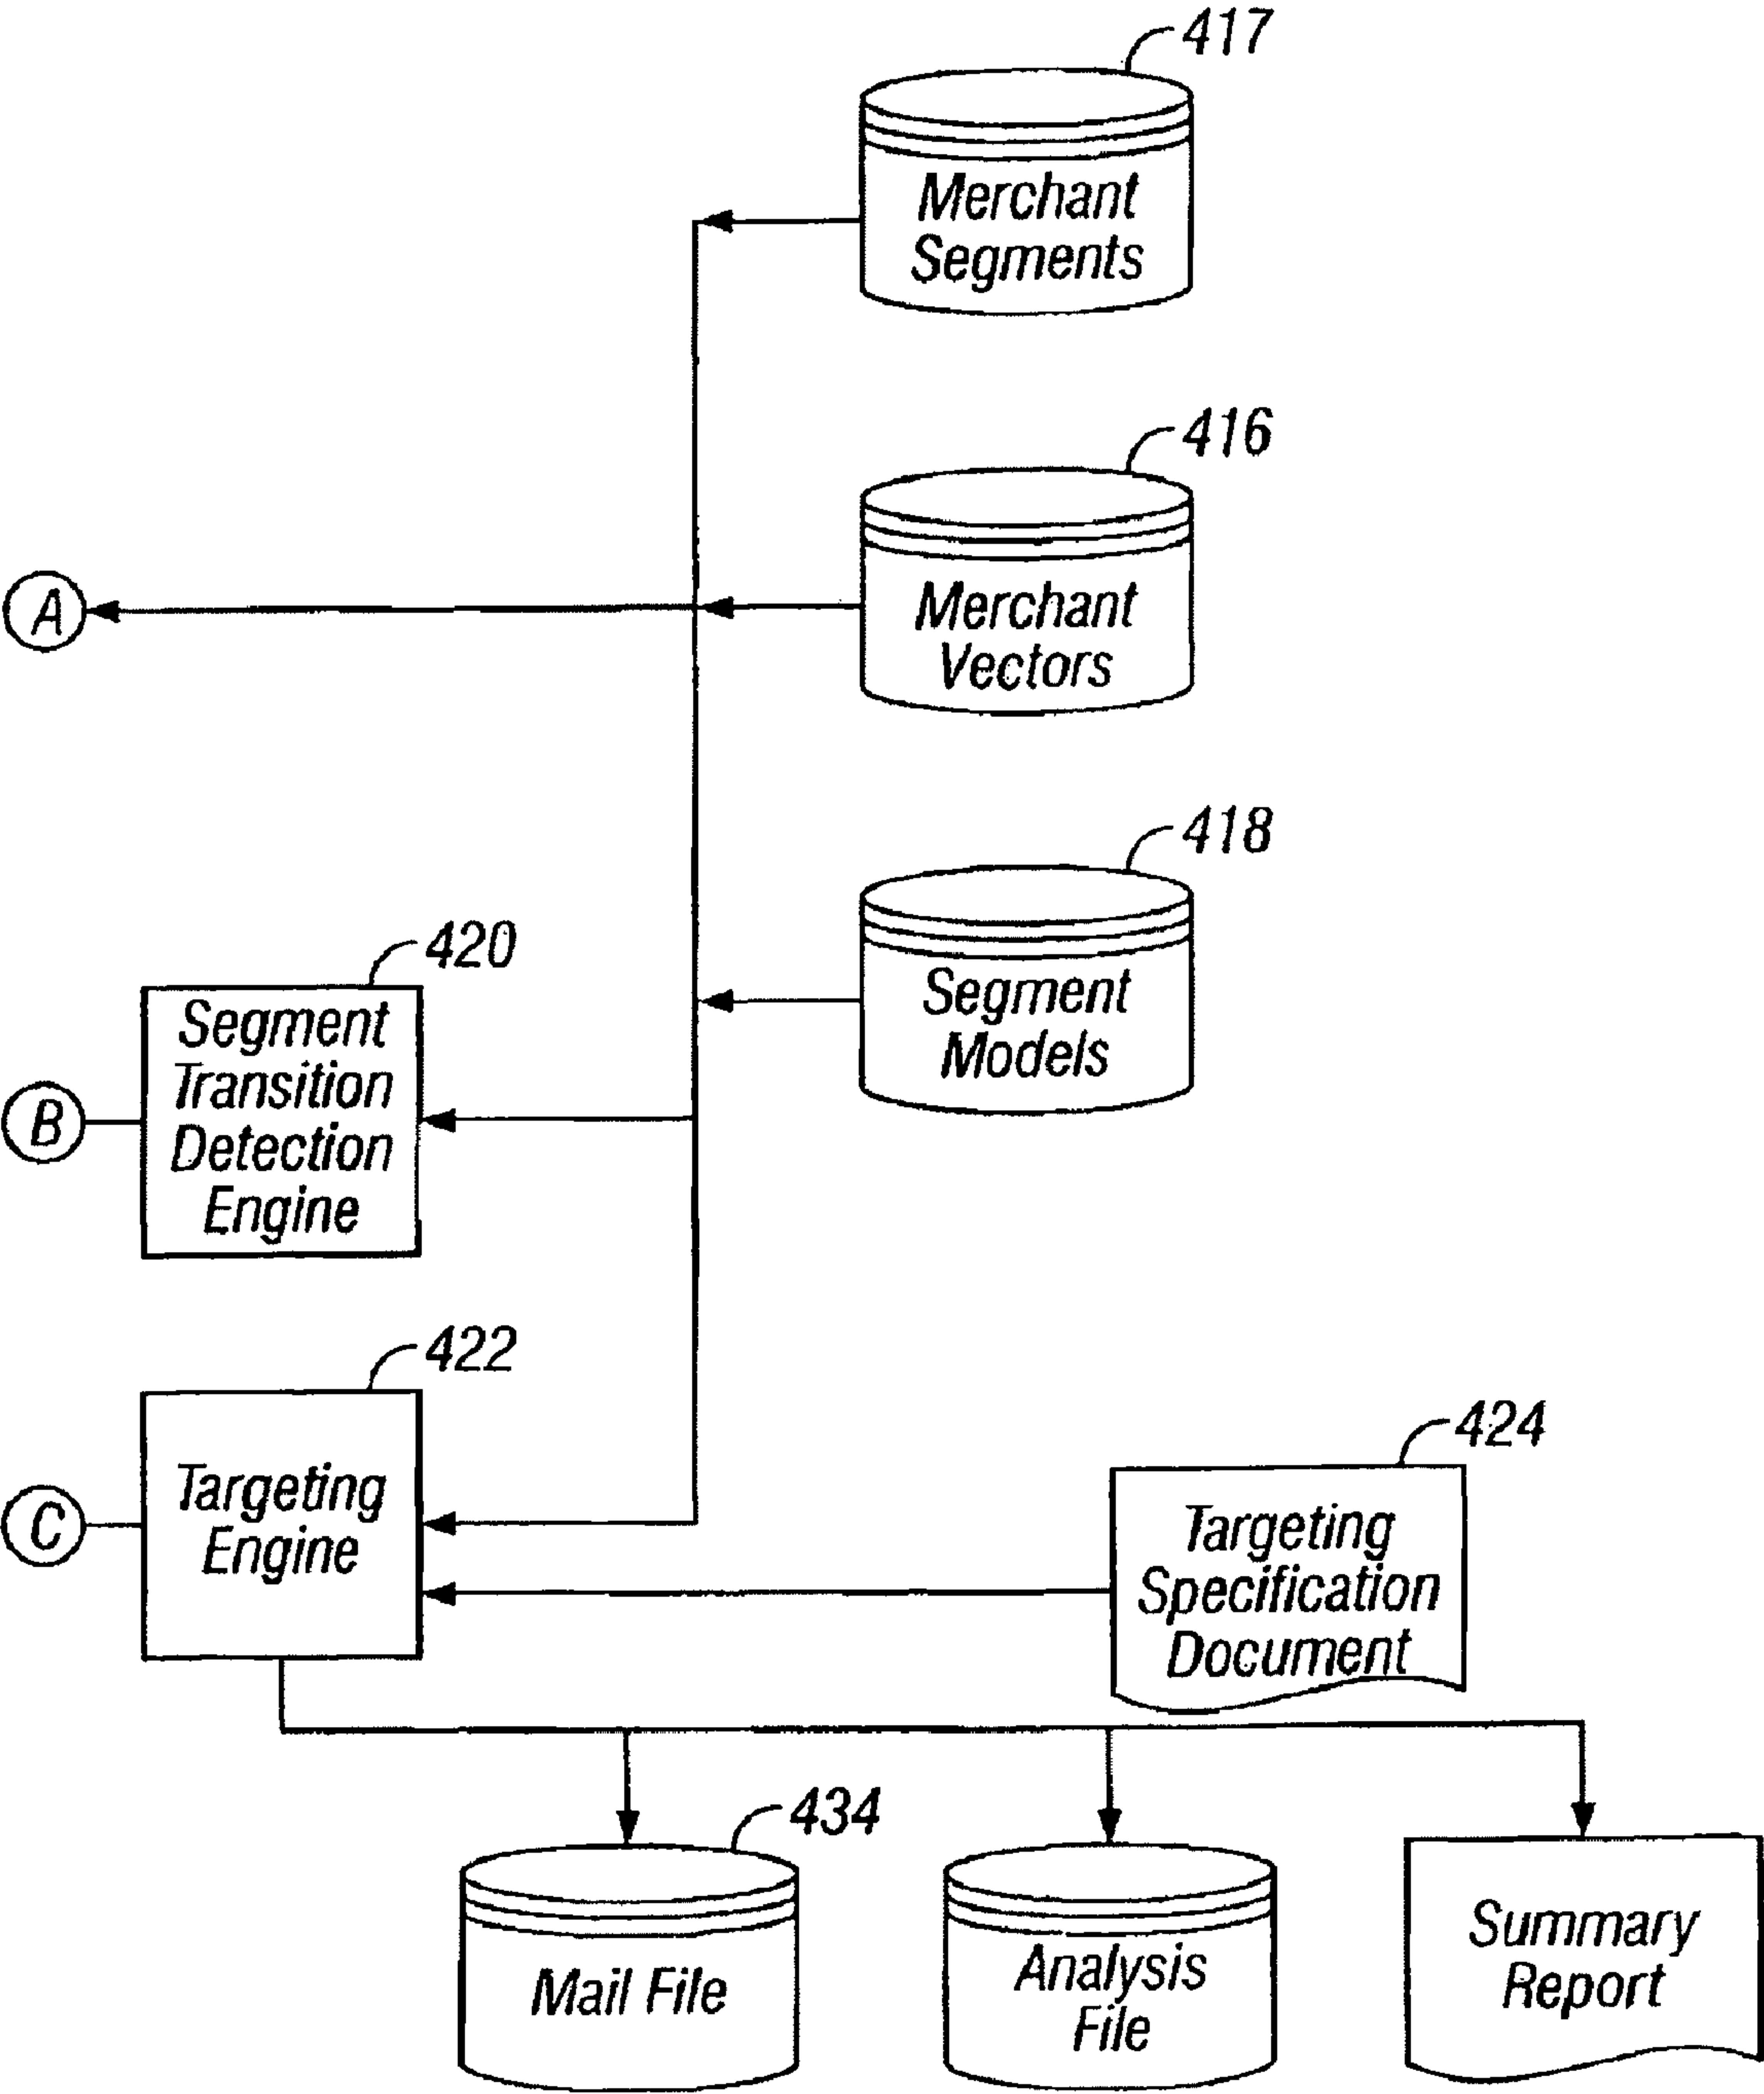 417
Merchant
Segments
416
Merchant
Vectors
A
418
Segment
Models
420
Segment
Transition
Detection
Engine
B
422
Targeting
Engine
C
424
Targeting
Specification
Document
434
Mail File
Analysis
File
Summary
Report